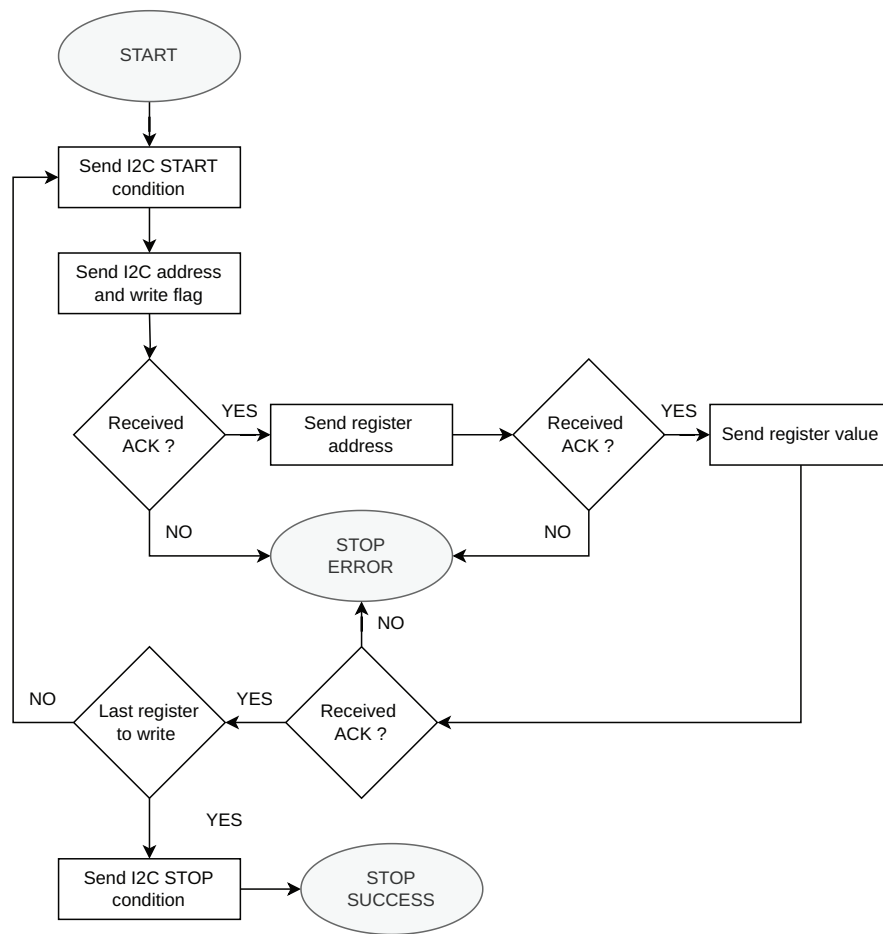 START
Send I2C START
condition
Send I2C address
and write flag
Received
ACK ?
YES
Send register
address
Received
ACK ?
YES
Send register value
NO
STOP
ERROR
NO
NO
NO
Last register
to write
YES
Received
ACK ?
YES
Send I2C STOP
condition
STOP
SUCCESS